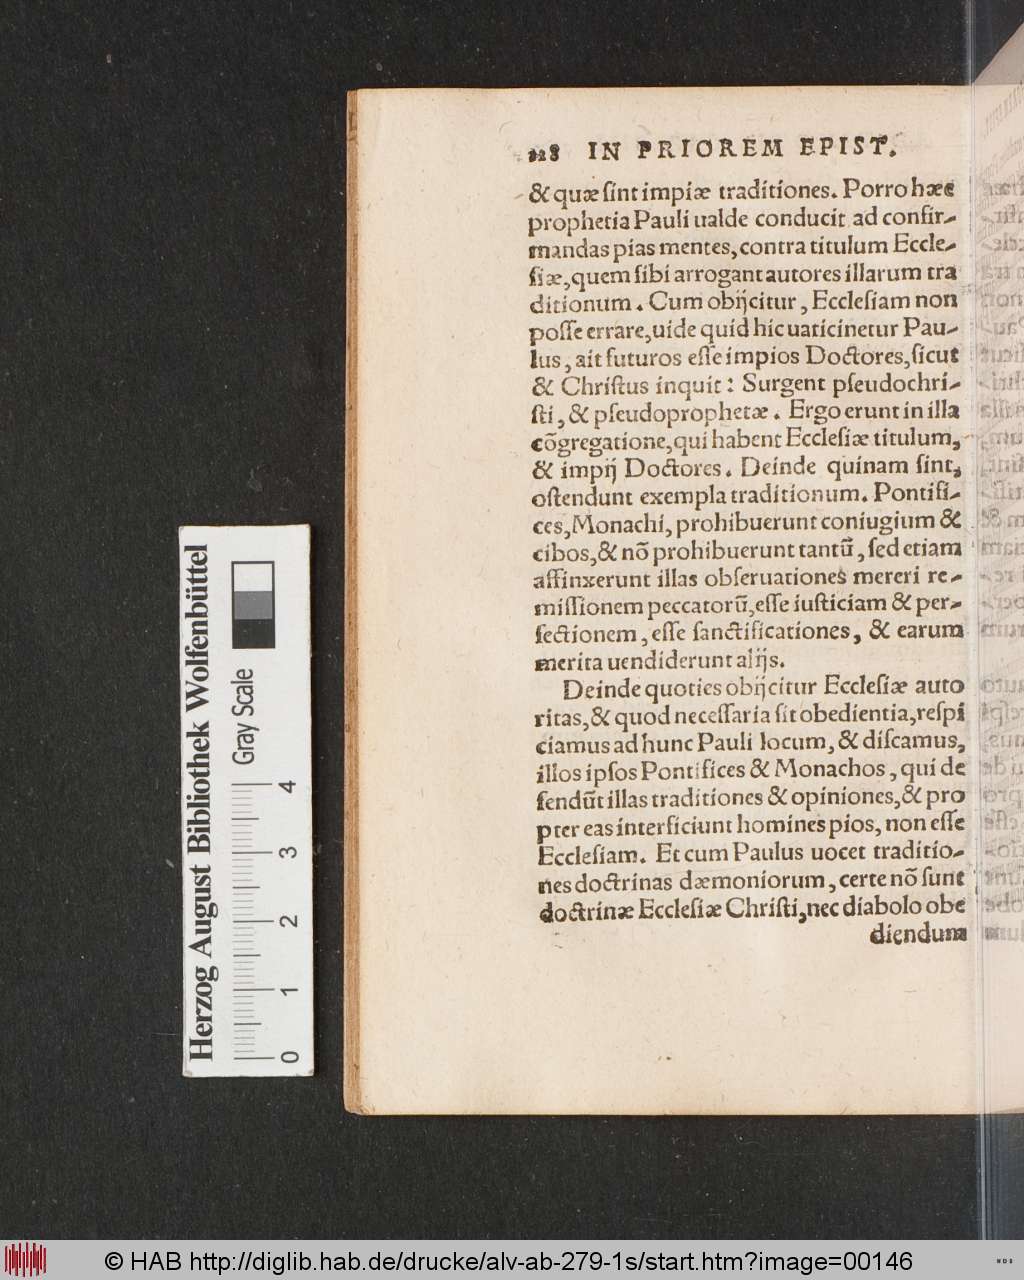 128 IN PRIOREM EPIST.
& quæ ſint impiæ traditiones. Porro hæc
prophetia Pauli ualde conducit ad confir-
mandas pias mentes, contra titulum Eccle-
ſiæ, quem ſibi arrogant autores illarum tra
ditionum. Cum obijcitur, Eccleſiam non
poſſe errare, uide quid hic uaticinetur Pau-
lus, ait futuros eſſe impios Doctores, ſicut
& Chriſtus inquit: Surgent pſeudochri-
ſti, & pſeudoprophetæ. Ergo erunt in illa
cõgregatione, qui habent Eccleſiæ titulum,
& impij Doctores. Deinde quinam ſint,
oſtendunt exempla traditionum. Pontifi-
ces, Monachi, prohibuerunt coniugium &
cibos, & nõ prohibuerunt tantũ, ſed etiam
affinxerunt illas obſeruationes mereri re-
miſſionem peccatorũ, eſſe iuſticiam & per-
fectionem, eſſe ſanctificationes, & earum
merita uendiderunt alijs.
Deinde quoties obijcitur Eccleſiæ auto
ritas, & quod neceſſaria ſit obedientia, reſpi
ciamus ad hunc Pauli locum, & diſcamus,
illos ipſos Pontifices & Monachos, qui de
fendũt illas traditiones & opiniones, & pro
pter eas interficiunt homines pios, non eſſe
Eccleſiam. Et cum Paulus uocet traditio-
nes doctrinas dæmoniorum, certe nõ ſunt
doctrinæ Eccleſiæ Chriſti, nec diabolo obe
diendum
Herzog August Bibliothek Wolfenbüttel
Gray Scale
0 1 2 3 4
© HAB http://diglib.hab.de/drucke/alv-ab-279-1s/start.htm?image=00146